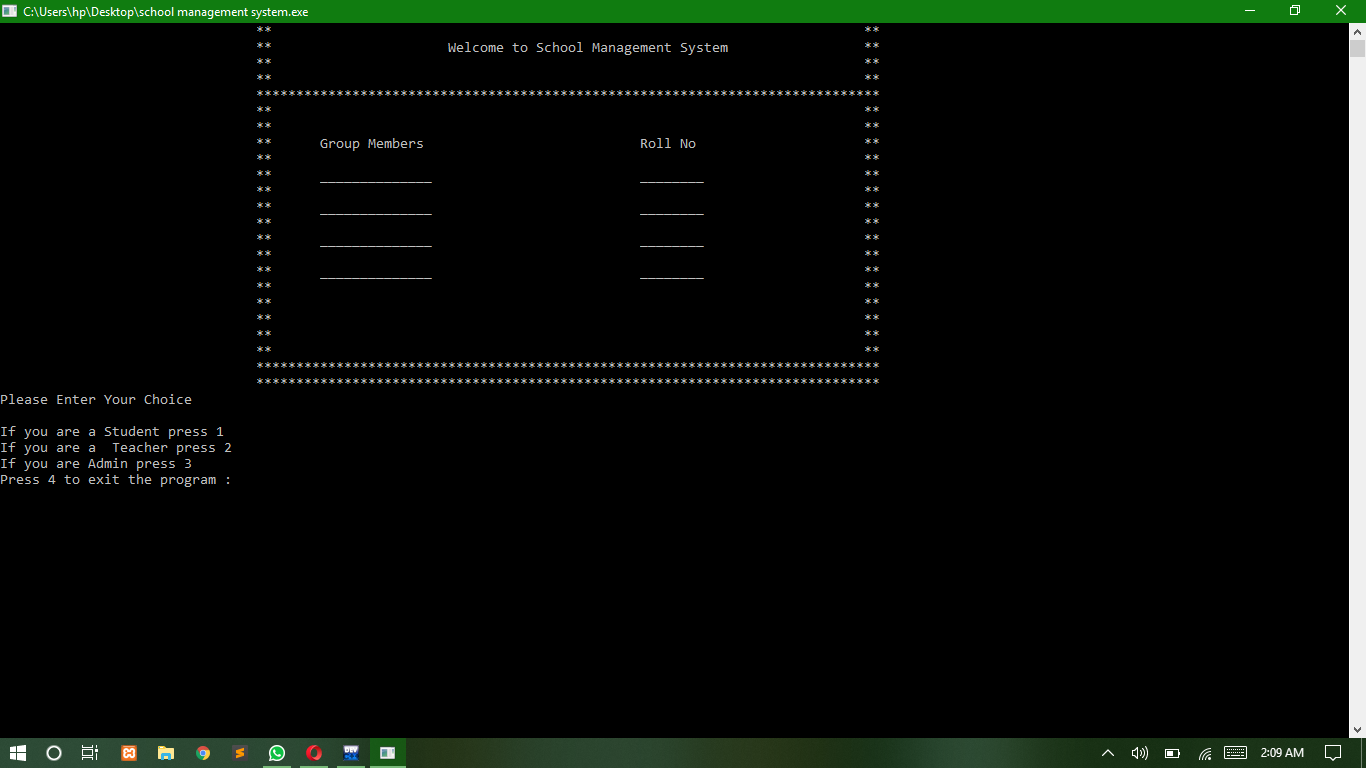 C:\Users\hp\Desktop\school management system.exe
** **
** Welcome to School Management System **
** **
** **
******************************************************************************
** **
** **
** Group Members Roll No **
** **
** ______________ ________ **
** **
** ______________ ________ **
** **
** ______________ ________ **
** **
** ______________ ________ **
** **
** **
** **
** **
** **
******************************************************************************
******************************************************************************
Please Enter Your Choice
If you are a Student press 1
If you are a  Teacher press 2
If you are Admin press 3
Press 4 to exit the program :
2:09 AM